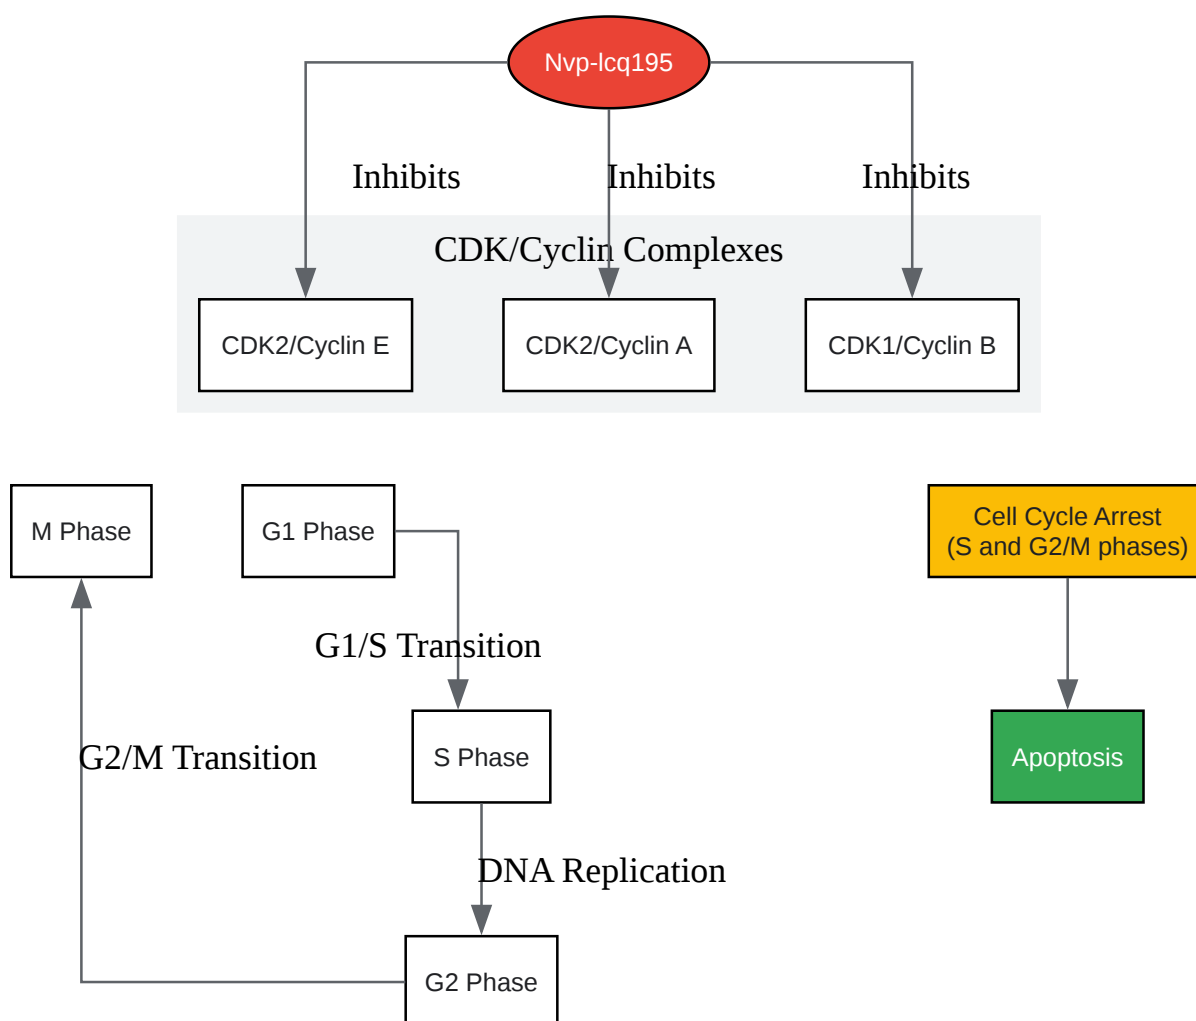 Nvp-lcq195
Inhibits
Inhibits
Inhibits
CDK/Cyclin Complexes
CDK2/Cyclin E
CDK2/Cyclin A
CDK1/Cyclin B
M Phase
G1 Phase
Cell Cycle Arrest
(S and G2/M phases)
G1/S Transition
G2/M Transition
S Phase
Apoptosis
DNA Replication
G2 Phase